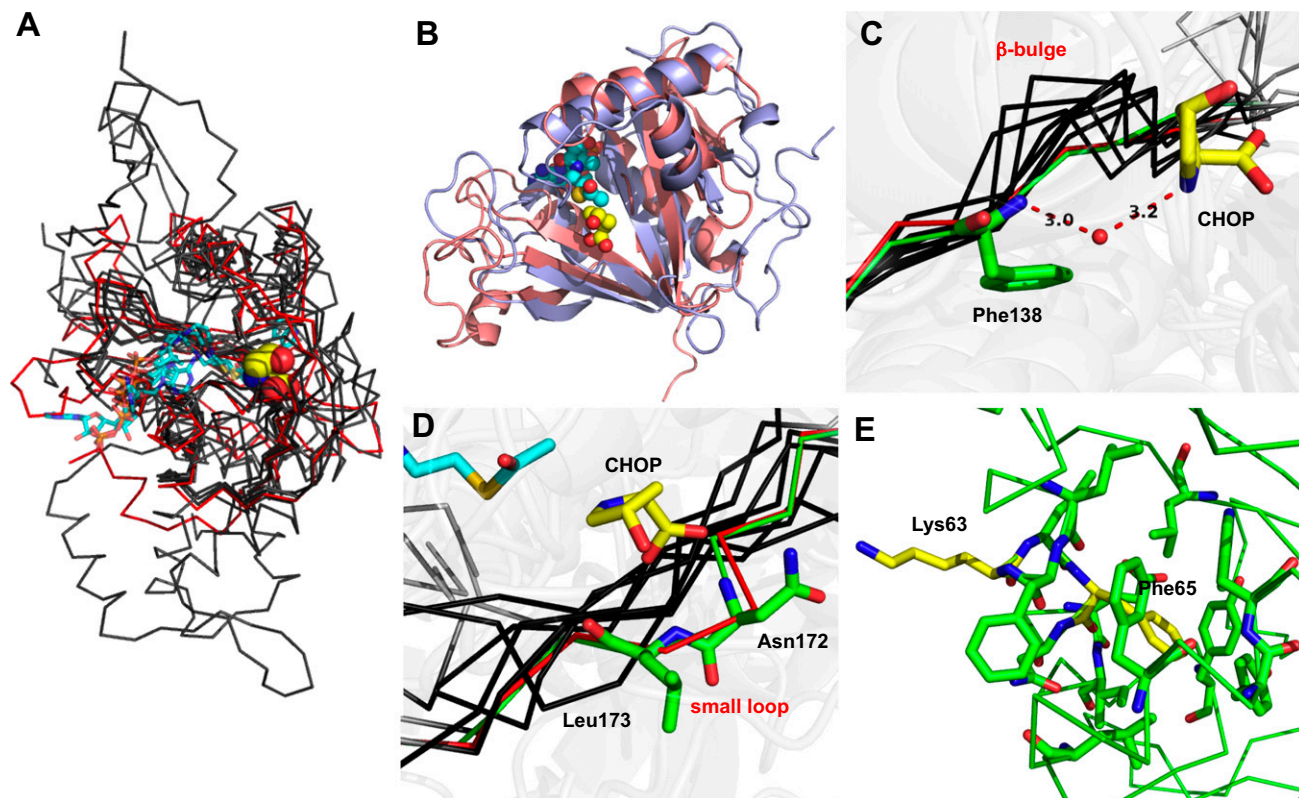 A
B
C
β-bulge
3.0
3.2
CHOP
Phe138
D
CHOP
Asn172
Leu173
small loop
E
Lys63
Phe65